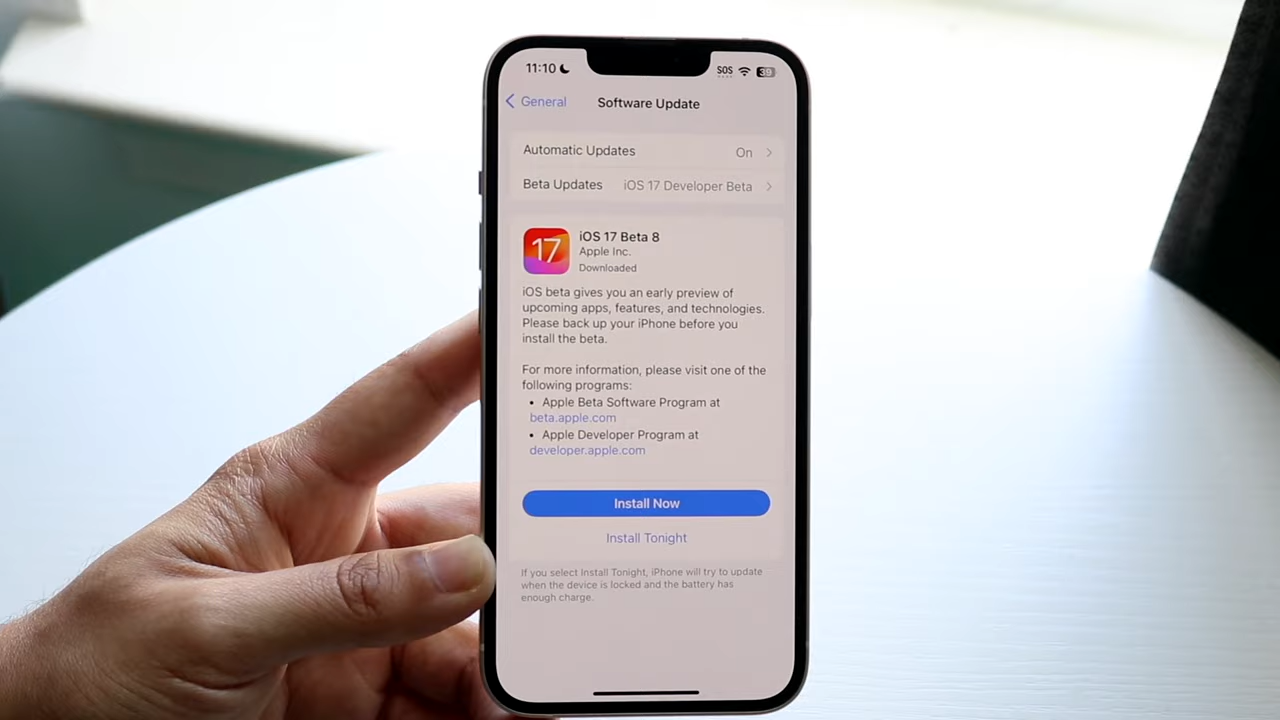 11:10 SOS 39
General Software Update
Automatic Updates On
Beta Updates iOS 17 Developer Beta
17
iOS 17 Beta 8
Apple Inc.
Downloaded
iOS beta gives you an early preview of
upcoming apps, features, and technologies.
Please back up your iPhone before you
install the beta.
For more information, please visit one of the
following programs:
• Apple Beta Software Program at
beta.apple.com
• Apple Developer Program at
developer.apple.com
Install Now
Install Tonight
If you select Install Tonight, iPhone will try to update
when the device is locked and the battery has
enough charge.